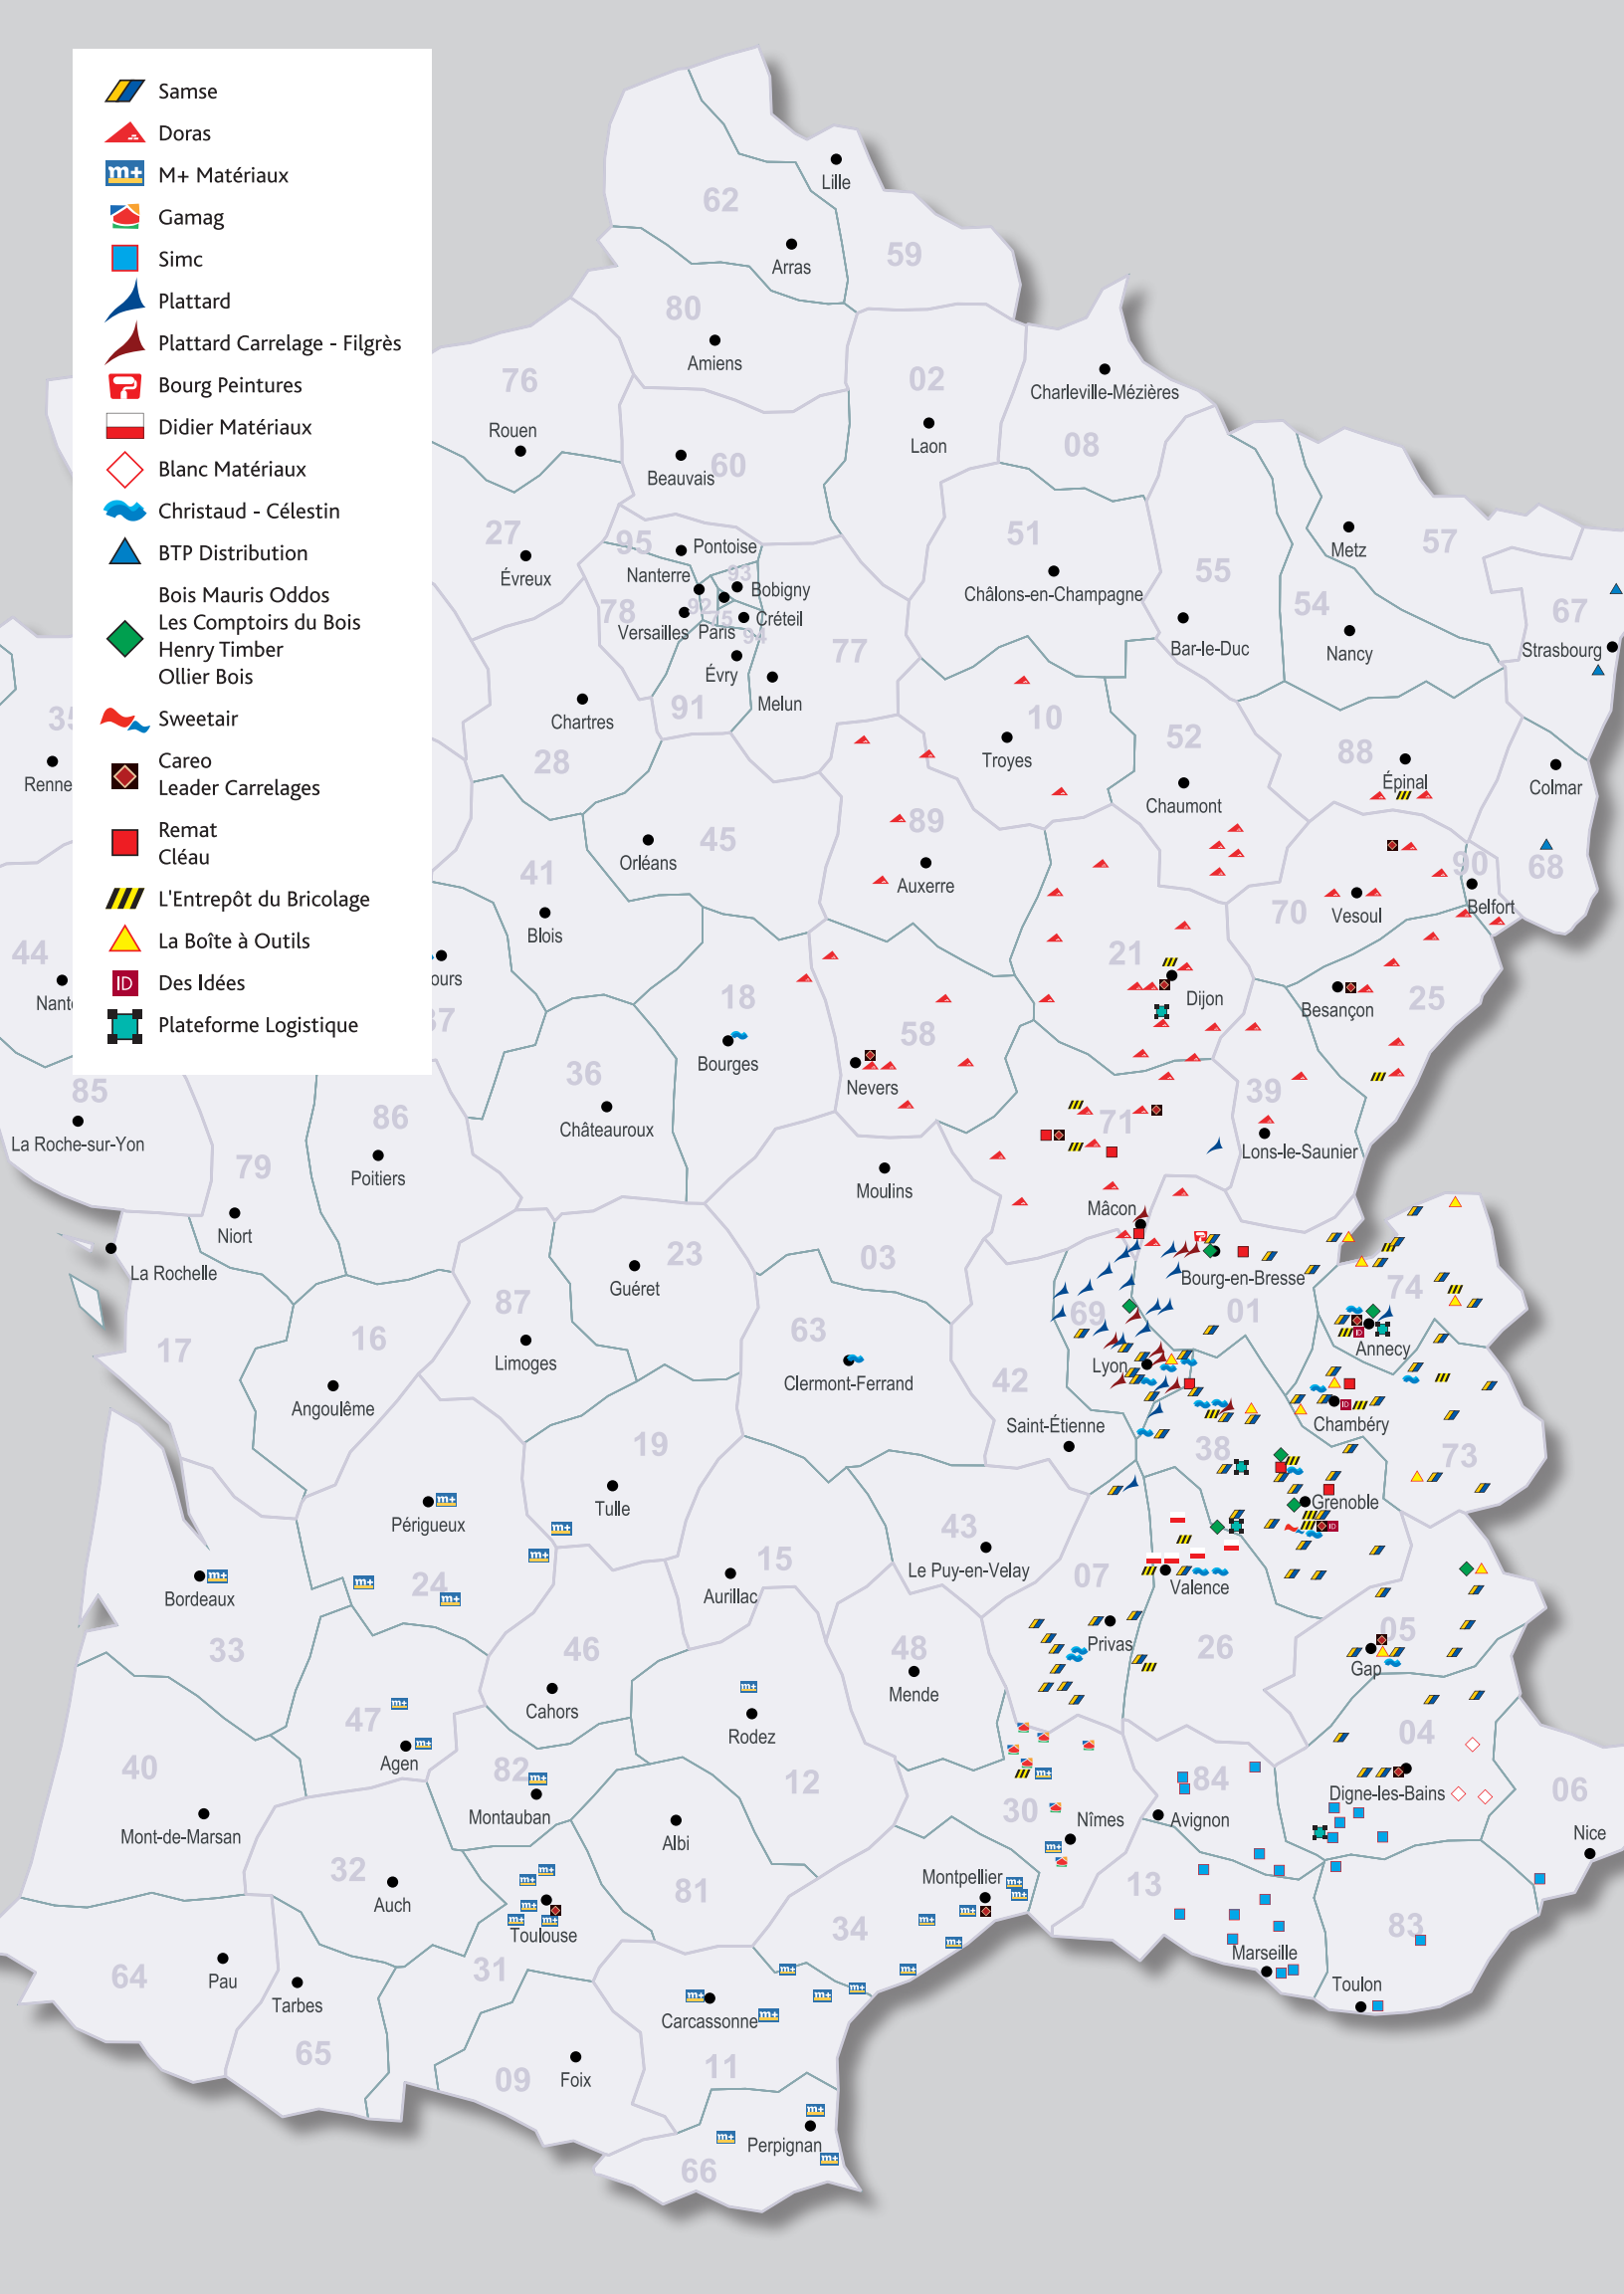 Samse
Doras
m+ M+ Matériaux
Gamag
Simc
Plattard
Plattard Carrelage - Filgrès
Bourg Peintures
Didier Matériaux
Blanc Matériaux
Christaud - Célestin
BTP Distribution
Bois Mauris Oddos
Les Comptoirs du Bois
Henry Timber
Ollier Bois
Sweetair
Careo
Leader Carrelages
Remat
Cléau
L'Entrepôt du Bricolage
La Boîte à Outils
ID Des Idées
Plateforme Logistique
Lille
62
59
Arras
80
Amiens
76
02
Charleville-Mézières
Rouen
Laon
08
Beauvais
60
27
95
Pontoise
51
Metz
57
Évreux
Nanterre
93
Bobigny
Châlons-en-Champagne
55
54
67
78
92
75
Créteil
Versailles
Paris
94
77
Bar-le-Duc
Nancy
Strasbourg
Évry
Melun
35
91
10
Chartres
Troyes
52
88
28
Épinal
Renne
Chaumont
Colmar
45
89
Orléans
90
68
41
Auxerre
Blois
70
Vesoul
Belfort
44
21
ours
Nant
18
Dijon
Besançon
25
37
58
Bourges
36
Nevers
39
85
86
71
Châteauroux
La Roche-sur-Yon
79
Lons-le-Saunier
Poitiers
Moulins
Mâcon
Niort
23
03
La Rochelle
Bourg-en-Bresse
Guéret
74
87
69
01
17
16
63
Annecy
Limoges
Lyon
Clermont-Ferrand
42
Angoulême
Chambéry
Saint-Étienne
19
38
73
Tulle
Grenoble
Périgueux
43
15
Le Puy-en-Velay
24
07
Valence
Bordeaux
Aurillac
33
46
48
Privas
26
05
Gap
Mende
Cahors
47
Rodez
04
Agen
40
82
12
84
Digne-les-Bains
06
Montauban
30
Mont-de-Marsan
Albi
Nîmes
Avignon
Nice
32
Montpellier
Auch
81
13
34
83
Toulouse
Marseille
64
Pau
31
Toulon
Tarbes
Carcassonne
65
11
09
Foix
Perpignan
66